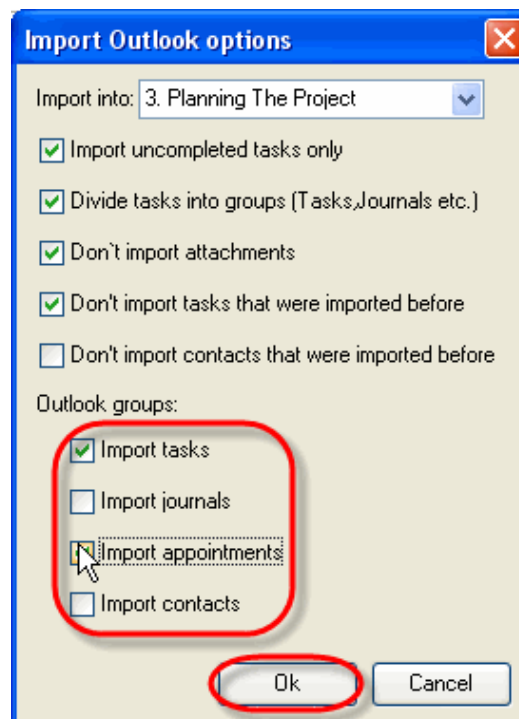 Import Outlook options
Import into: 3. Planning The Project
Import uncompleted tasks only
Divide tasks into groups (Tasks,Journals etc.)
Don`t import attachments
Don't import tasks that were imported before
Don't import contacts that were imported before
Outlook groups:
Import tasks
Import journals
Import appointments
Import contacts
Ok Cancel